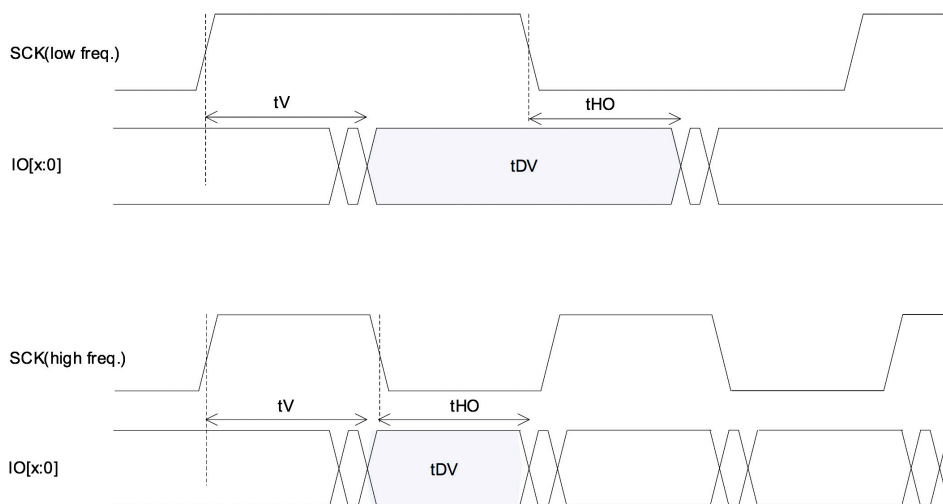 SCK(low freq.)
tV
tHO
IO[x:0]
tDV
SCK(high freq.)
tV
tHO
IO[x:0]
tDV